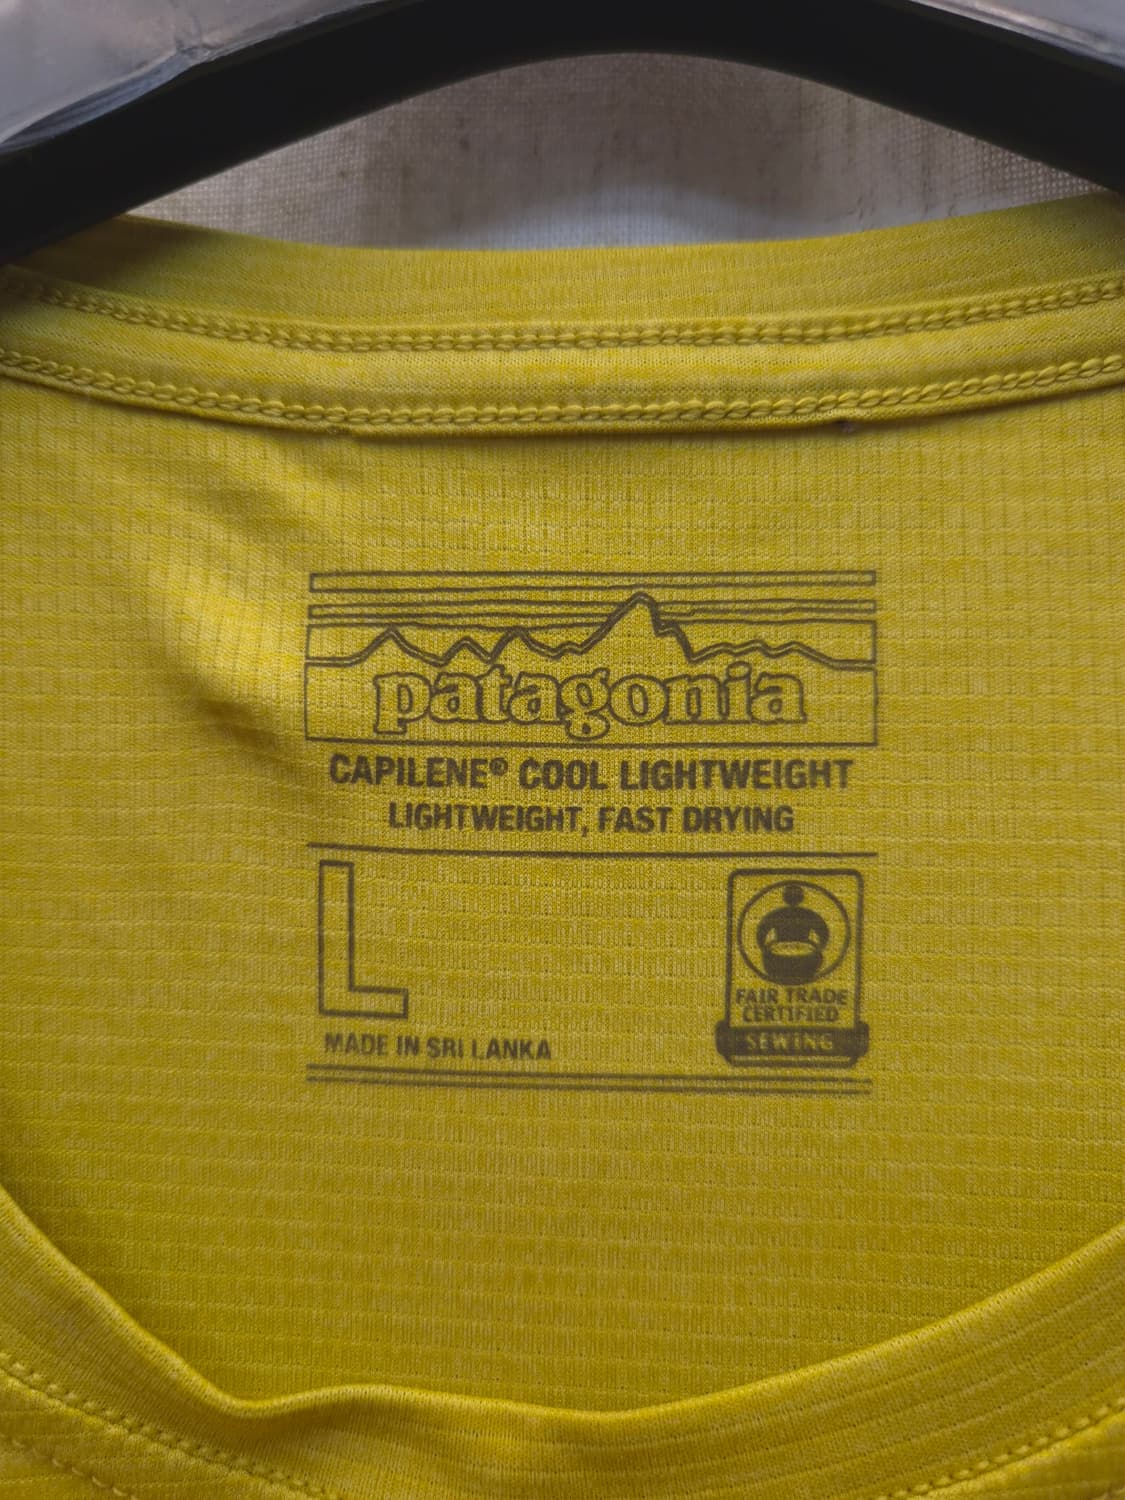 patagonia
CAPILENE® COOL LIGHTWEIGHT
LIGHTWEIGHT, FAST DRYING
L
MADE IN SRI LANKA
FAIR TRADE
CERTIFIED
SEWING